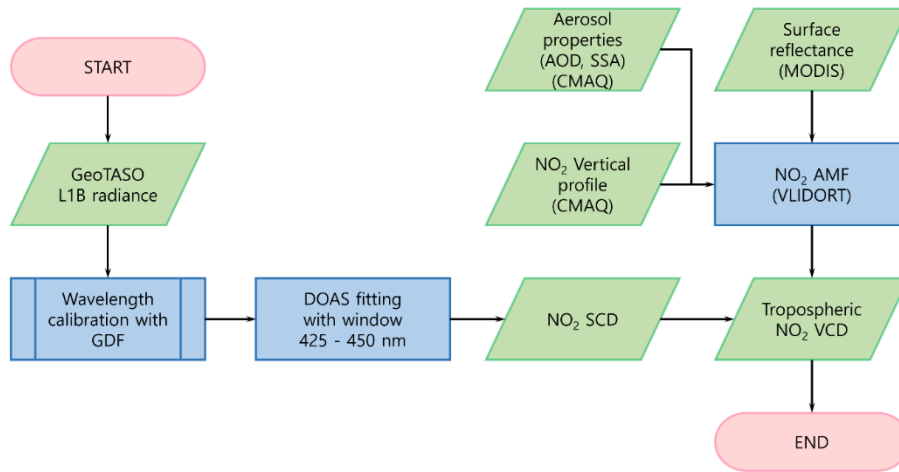 START
GeoTASO
L1B radiance
Wavelength
calibration with
GDF
DOAS fitting
with window
425 - 450 nm
NO₂ SCD
Aerosol
properties
(AOD, SSA)
(CMAQ)
NO₂ Vertical
profile
(CMAQ)
Surface
reflectance
(MODIS)
NO₂ AMF
(VLIDORT)
Tropospheric
NO₂ VCD
END